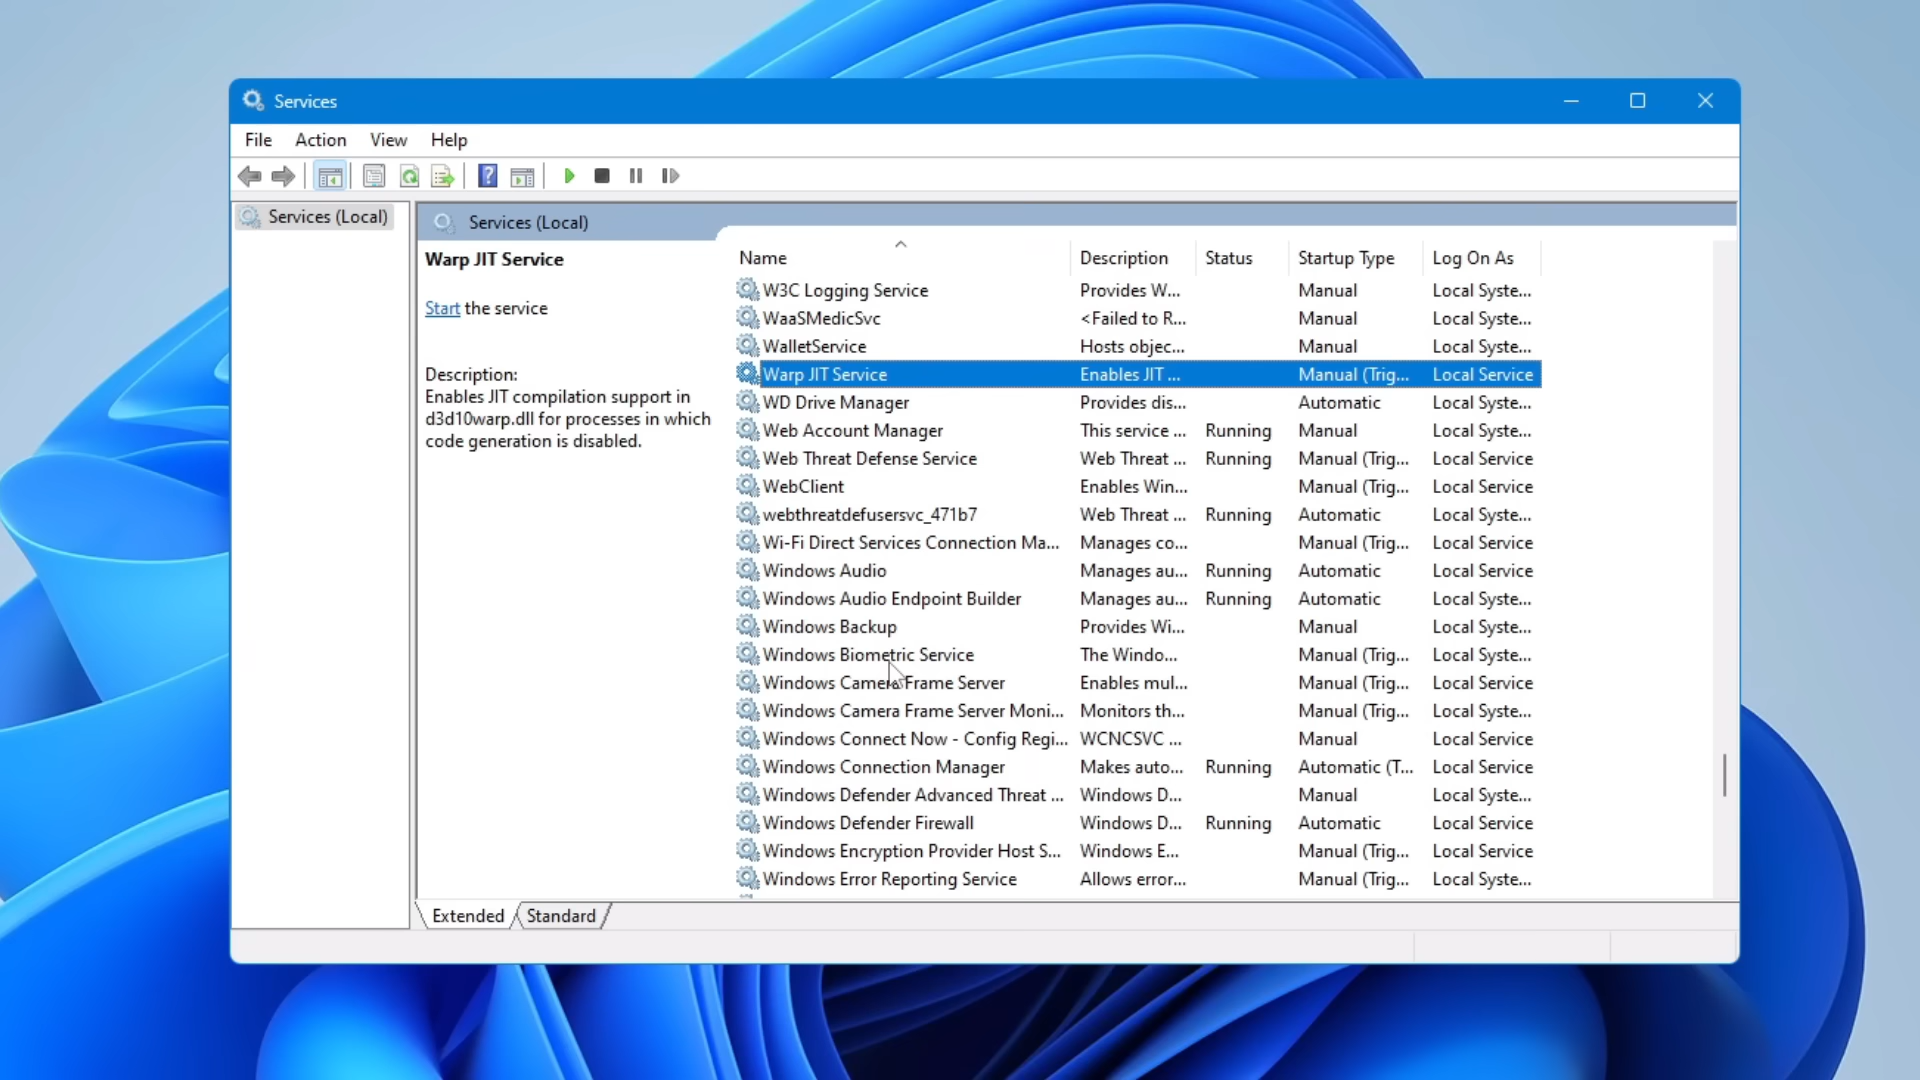 Services
File Action View Help
Services (Local)
Services (Local)
Warp JIT Service
Start the service
Description:
Enables JIT compilation support in
d3d10warp.dll for processes in which
code generation is disabled.
Name Description Status Startup Type Log On As
W3C Logging Service Provides W... Manual Local Syste...
WaaSMedicSvc <Failed to R... Manual Local Syste...
WalletService Hosts objec... Manual Local Syste...
Warp JIT Service Enables JIT ... Manual (Trig... Local Service
WD Drive Manager Provides dis... Automatic Local Syste...
Web Account Manager This service ... Running Manual Local Syste...
Web Threat Defense Service Web Threat ... Running Manual (Trig... Local Service
WebClient Enables Win... Manual (Trig... Local Service
webthreatdefusersvc_471b7 Web Threat ... Running Automatic Local Syste...
Wi-Fi Direct Services Connection Ma... Manages co... Manual (Trig... Local Service
Windows Audio Manages au... Running Automatic Local Service
Windows Audio Endpoint Builder Manages au... Running Automatic Local Syste...
Windows Backup Provides Wi... Manual Local Syste...
Windows Biometric Service The Windo... Manual (Trig... Local Syste...
Windows Camera Frame Server Enables mul... Manual (Trig... Local Service
Windows Camera Frame Server Moni... Monitors th... Manual (Trig... Local Syste...
Windows Connect Now - Config Regi... WCNCSVC ... Manual Local Service
Windows Connection Manager Makes auto... Running Automatic (T... Local Service
Windows Defender Advanced Threat ... Windows D... Manual Local Syste...
Windows Defender Firewall Windows D... Running Automatic Local Service
Windows Encryption Provider Host S... Windows E... Manual (Trig... Local Service
Windows Error Reporting Service Allows error... Manual (Trig... Local Syste...
Extended Standard